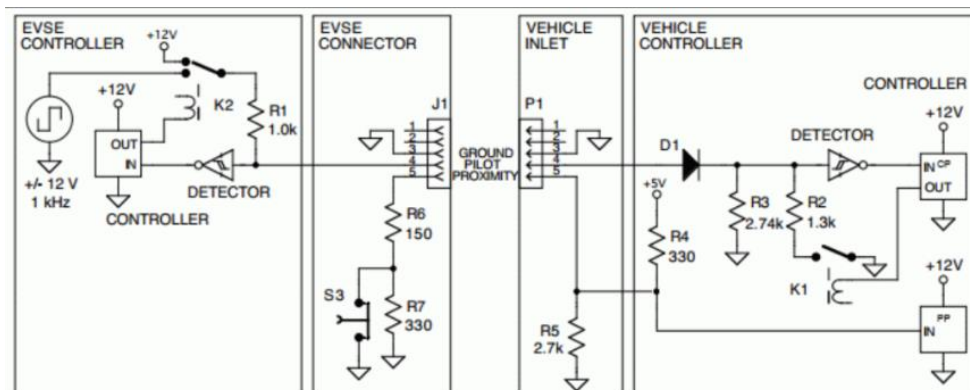 EVSE
CONTROLLER
+12V
+12V
K2
R1
1.0k
OUT
IN
DETECTOR
+/- 12 V
1 kHz
CONTROLLER
EVSE
CONNECTOR
J1
1
2
3
4
5
R6
150
S3
R7
330
GROUND
PILOT
PROXIMITY
VEHICLE
INLET
P1
1
2
3
4
5
R5
2.7k
VEHICLE
CONTROLLER
CONTROLLER
+12V
DETECTOR
D1
IN CP
OUT
+5V
R3
2.74k
R2
1.3k
R4
330
K1
+12V
PP
IN